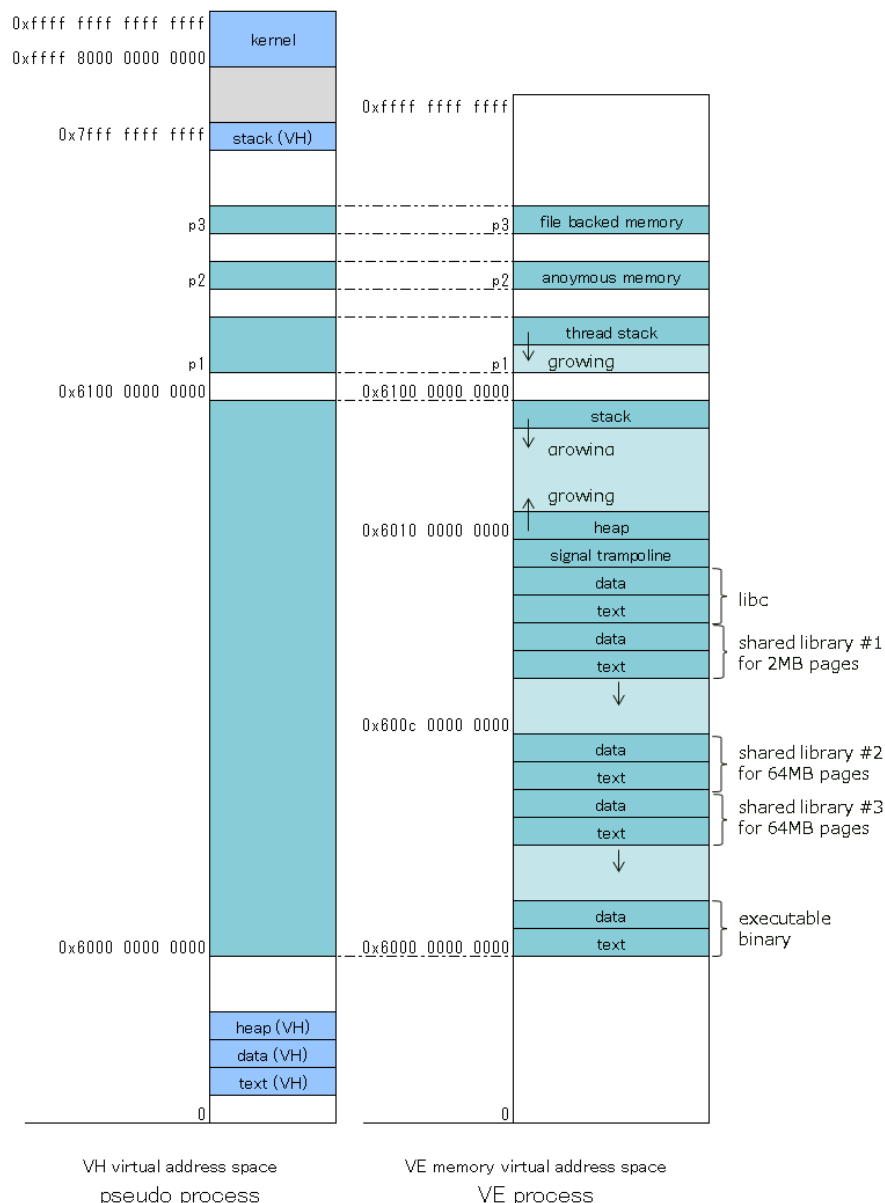 0xffff ffff ffff ffff
kernel
0xffff 8000 0000 0000
0x7fff ffff ffff
stack (VH)
p3
p2
p1
0x6100 0000 0000
0x6000 0000 0000
heap (VH)
data (VH)
text (VH)
0
VH virtual address space
pseudo process
0xffff ffff ffff
p3
file backed memory
p2
anoymous memory
thread stack
p1
growing
0x6100 0000 0000
stack
growing
growing
0x6010 0000 0000
heap
signal trampoline
data
text
libc
data
text
shared library #1
for 2MB pages
0x600c 0000 0000
data
text
shared library #2
for 64MB pages
data
text
shared library #3
for 64MB pages
data
text
executable
binary
0x6000 0000 0000
0
VE memory virtual address space
VE process